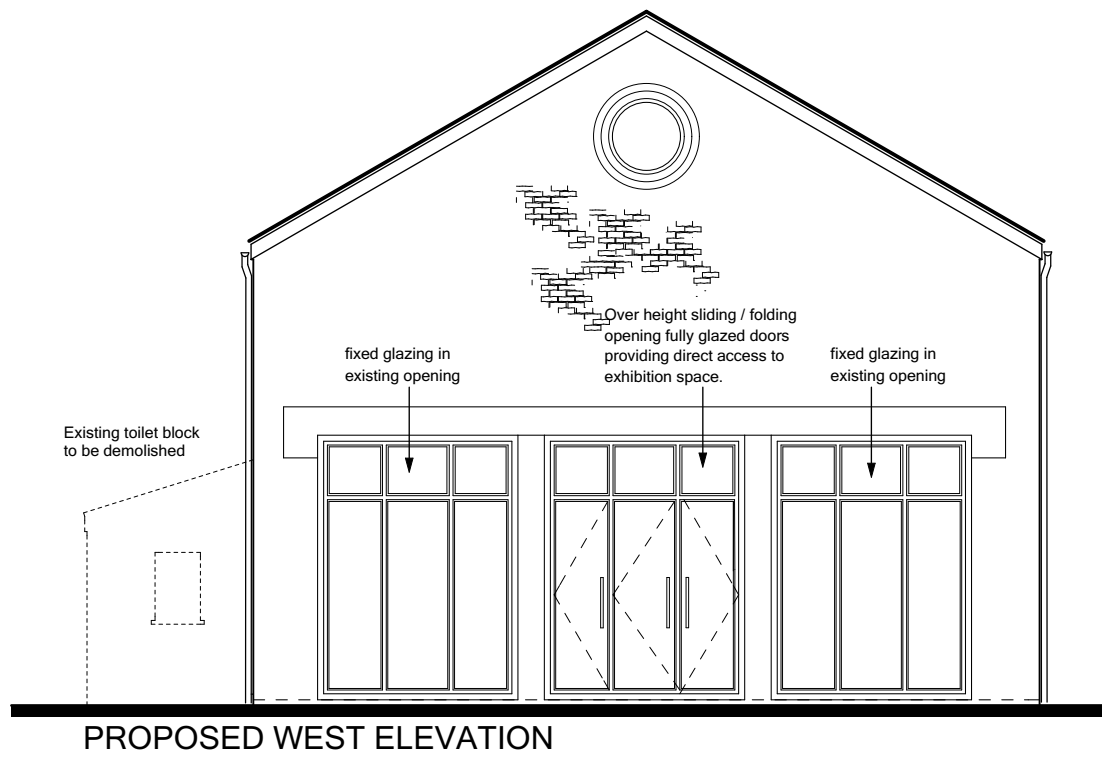 Over height sliding / folding
opening fully glazed doors
providing direct access to
exhibition space.
fixed glazing in
existing opening
fixed glazing in
existing opening
Existing toilet block
to be demolished
PROPOSED WEST ELEVATION